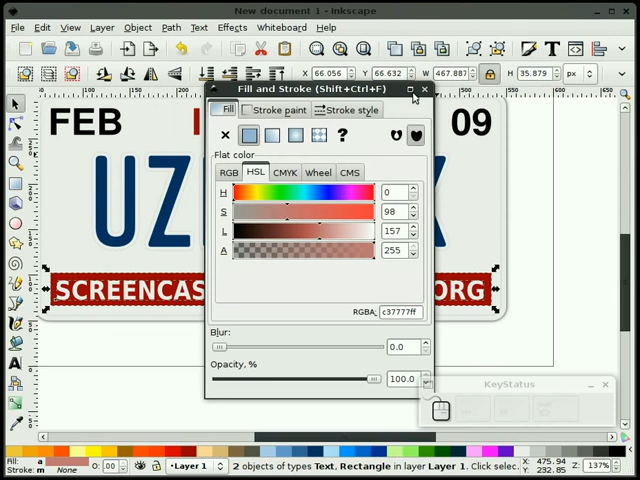 New document 1 - Inkscape
File Edit View Layer Object Path Text Effects Whiteboard Help
X 66.056 Y 66.632 W 467.887 H 35.879 px
Fill and Stroke (Shift+Ctrl+F)
Fill Stroke paint Stroke style
FEB 09
Flat color
RGB HSL CMYK Wheel CMS
H 0
S 98
L 157
A 255
UZ
SCREENCAS ORG
RGBA: c37777ff
Blur:
0.0
Opacity, %
100.0
KeyStatus
Fill: a
Stroke: m None
O: .00
Layer 1
2 objects of types Text, Rectangle in layer Layer 1. Click selec.
X: 475.94
Y: 232.85
Z: 137%